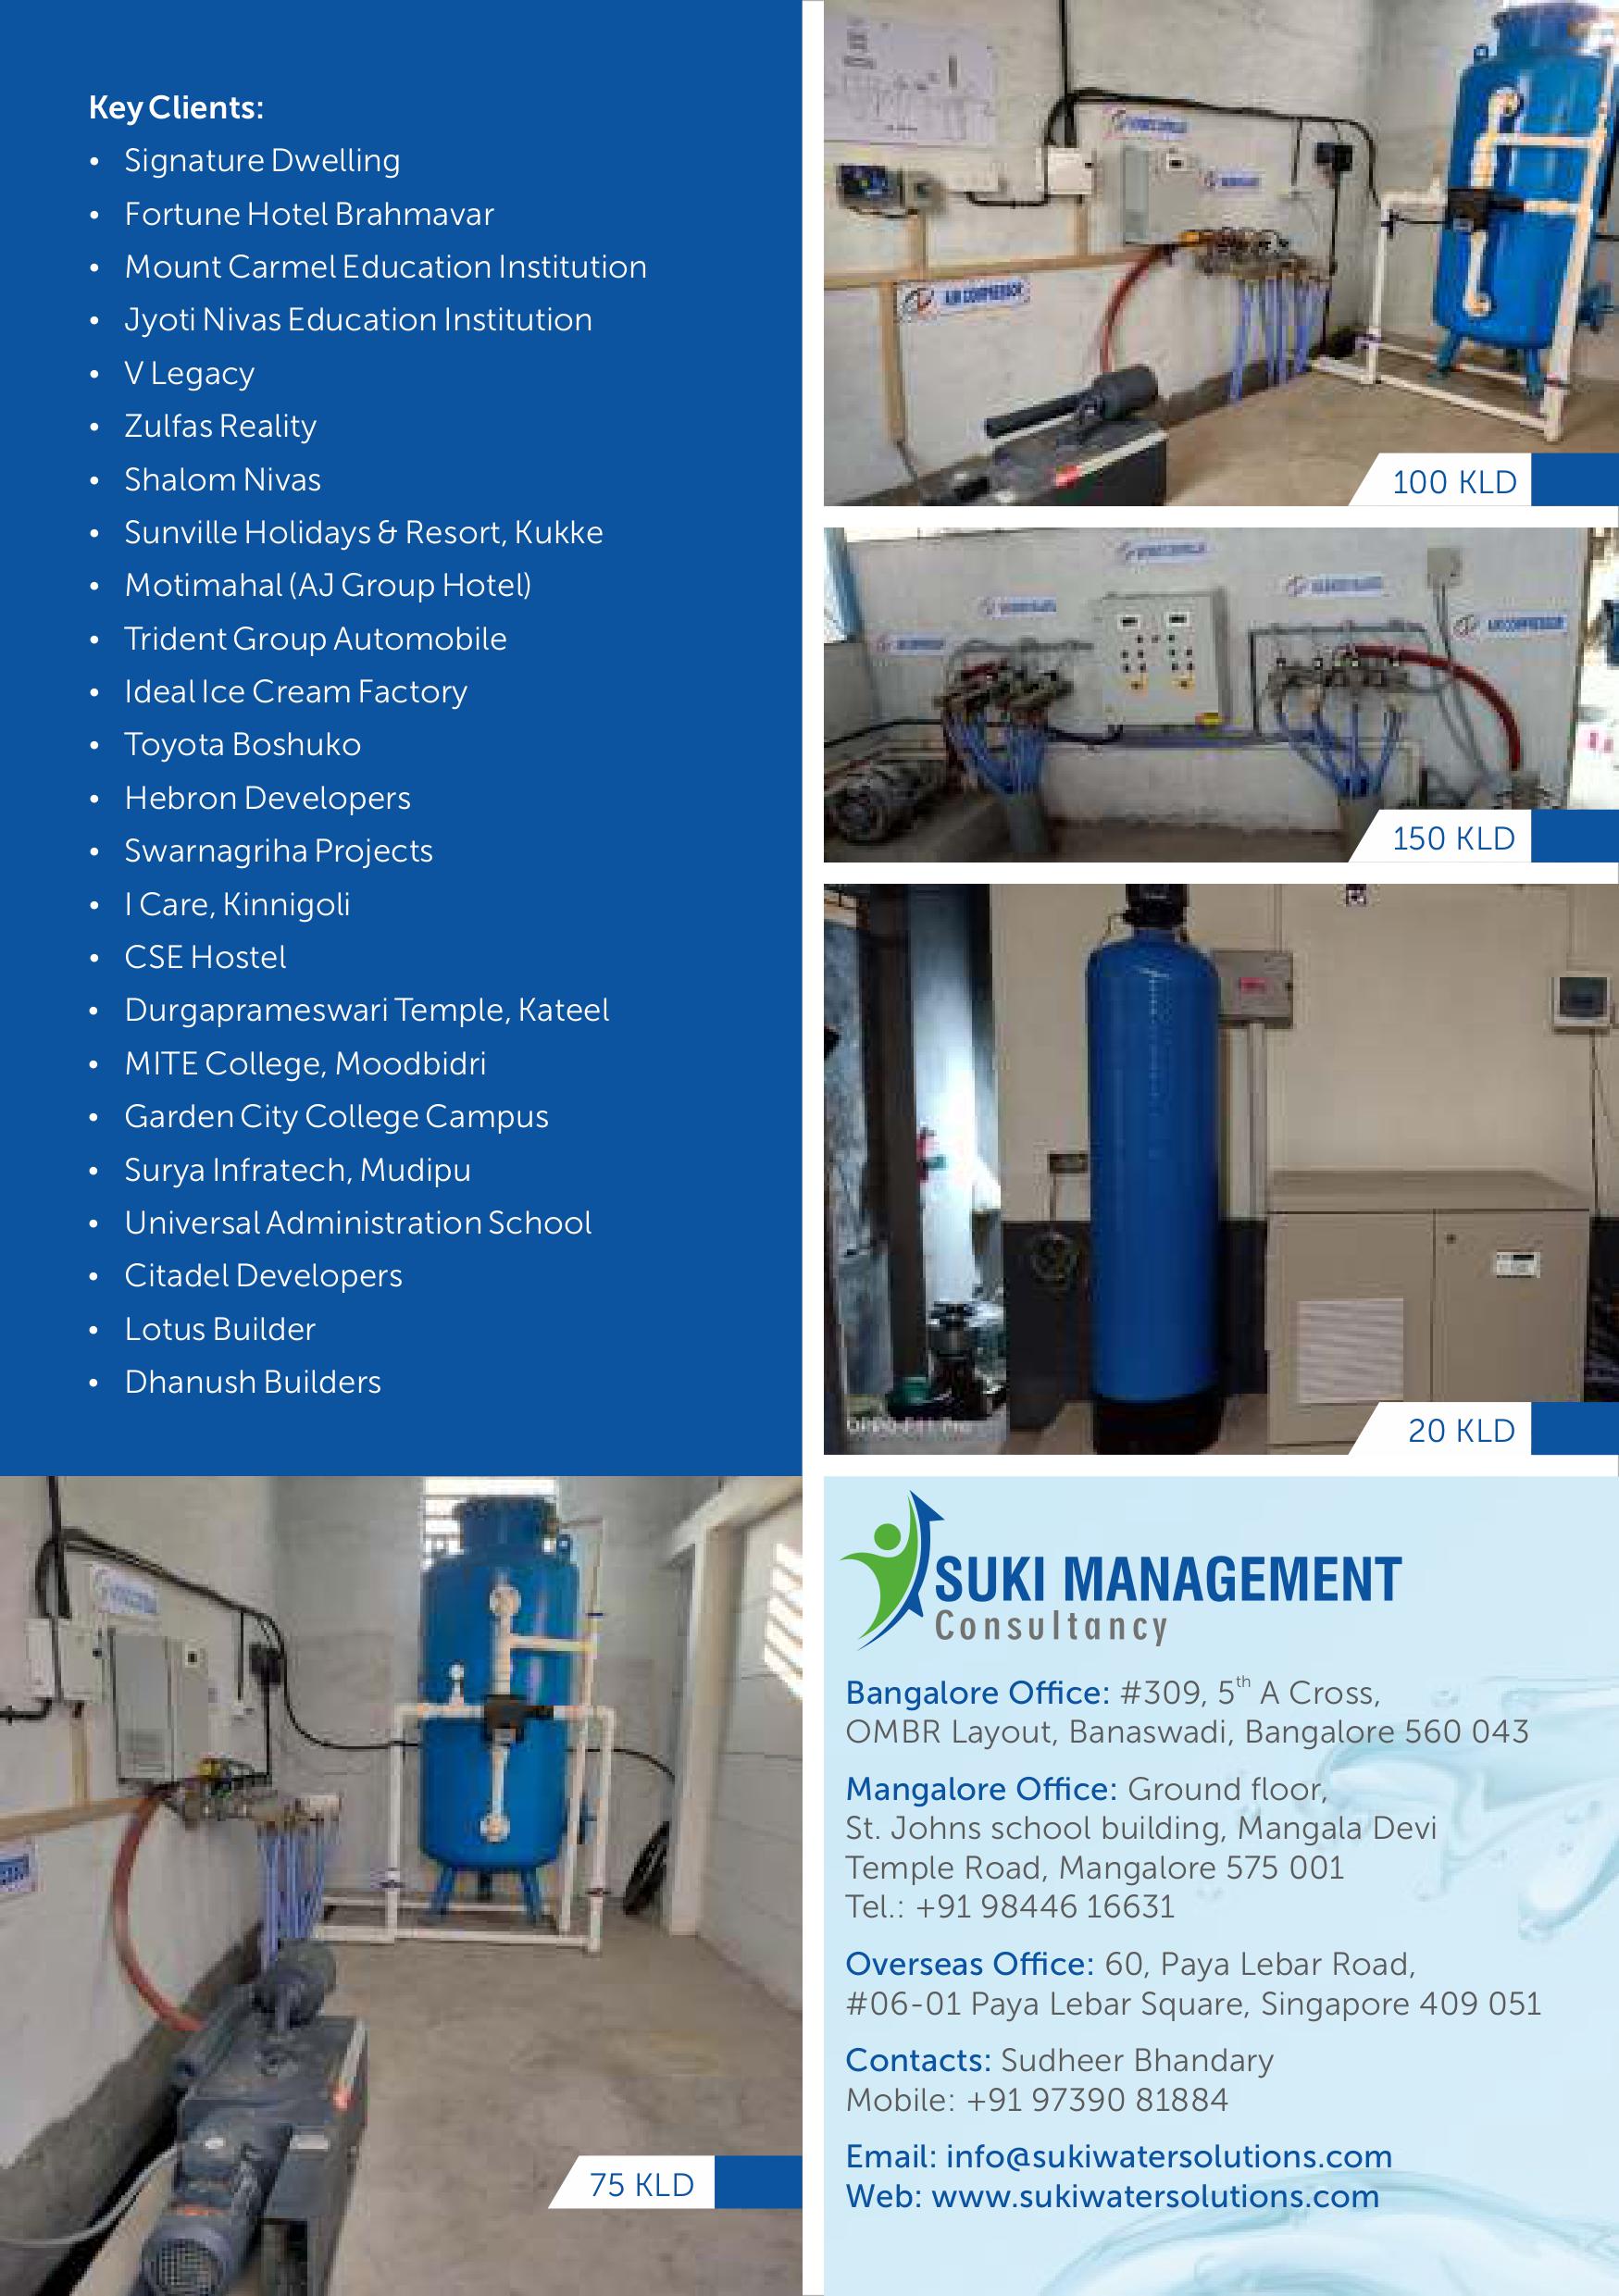 Key Clients:
• Signature Dwelling
• Fortune Hotel Brahmavar
• Mount Carmel Education Institution
• Jyoti Nivas Education Institution
• V Legacy
• Zulfas Reality
• Shalom Nivas
• Sunville Holidays & Resort, Kukke
• Motimahal (AJ Group Hotel)
• Trident Group Automobile
• Ideal Ice Cream Factory
• Toyota Boshuko
• Hebron Developers
• Swarnagriha Projects
• I Care, Kinnigoli
• CSE Hostel
• Durgaprameswari Temple, Kateel
• MITE College, Moodbidri
• Garden City College Campus
• Surya Infratech, Mudipu
• Universal Administration School
• Citadel Developers
• Lotus Builder
• Dhanush Builders
75 KLD
AIR COMPRESSOR
100 KLD
AIR COMPRESSOR
150 KLD
20 KLD
SUKI MANAGEMENT
Consultancy
Bangalore Office: #309, 5th A Cross,
OMBR Layout, Banaswadi, Bangalore 560 043
Mangalore Office: Ground floor,
St. Johns school building, Mangala Devi
Temple Road, Mangalore 575 001
Tel.: +91 98446 16631
Overseas Office: 60, Paya Lebar Road,
#06-01 Paya Lebar Square, Singapore 409 051
Contacts: Sudheer Bhandary
Mobile: +91 97390 81884
Email: info@sukiwatersolutions.com
Web: www.sukiwatersolutions.com